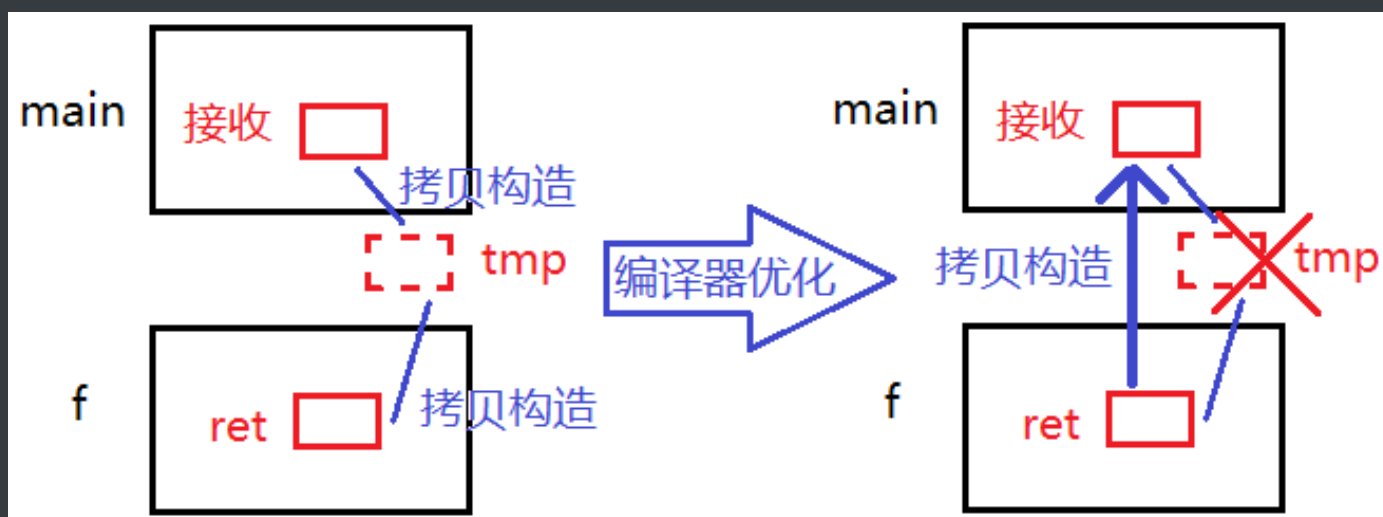 main
接收
拷贝构造
tmp
f
ret
拷贝构造
编译器优化
main
接收
拷贝构造
tmp
f
ret